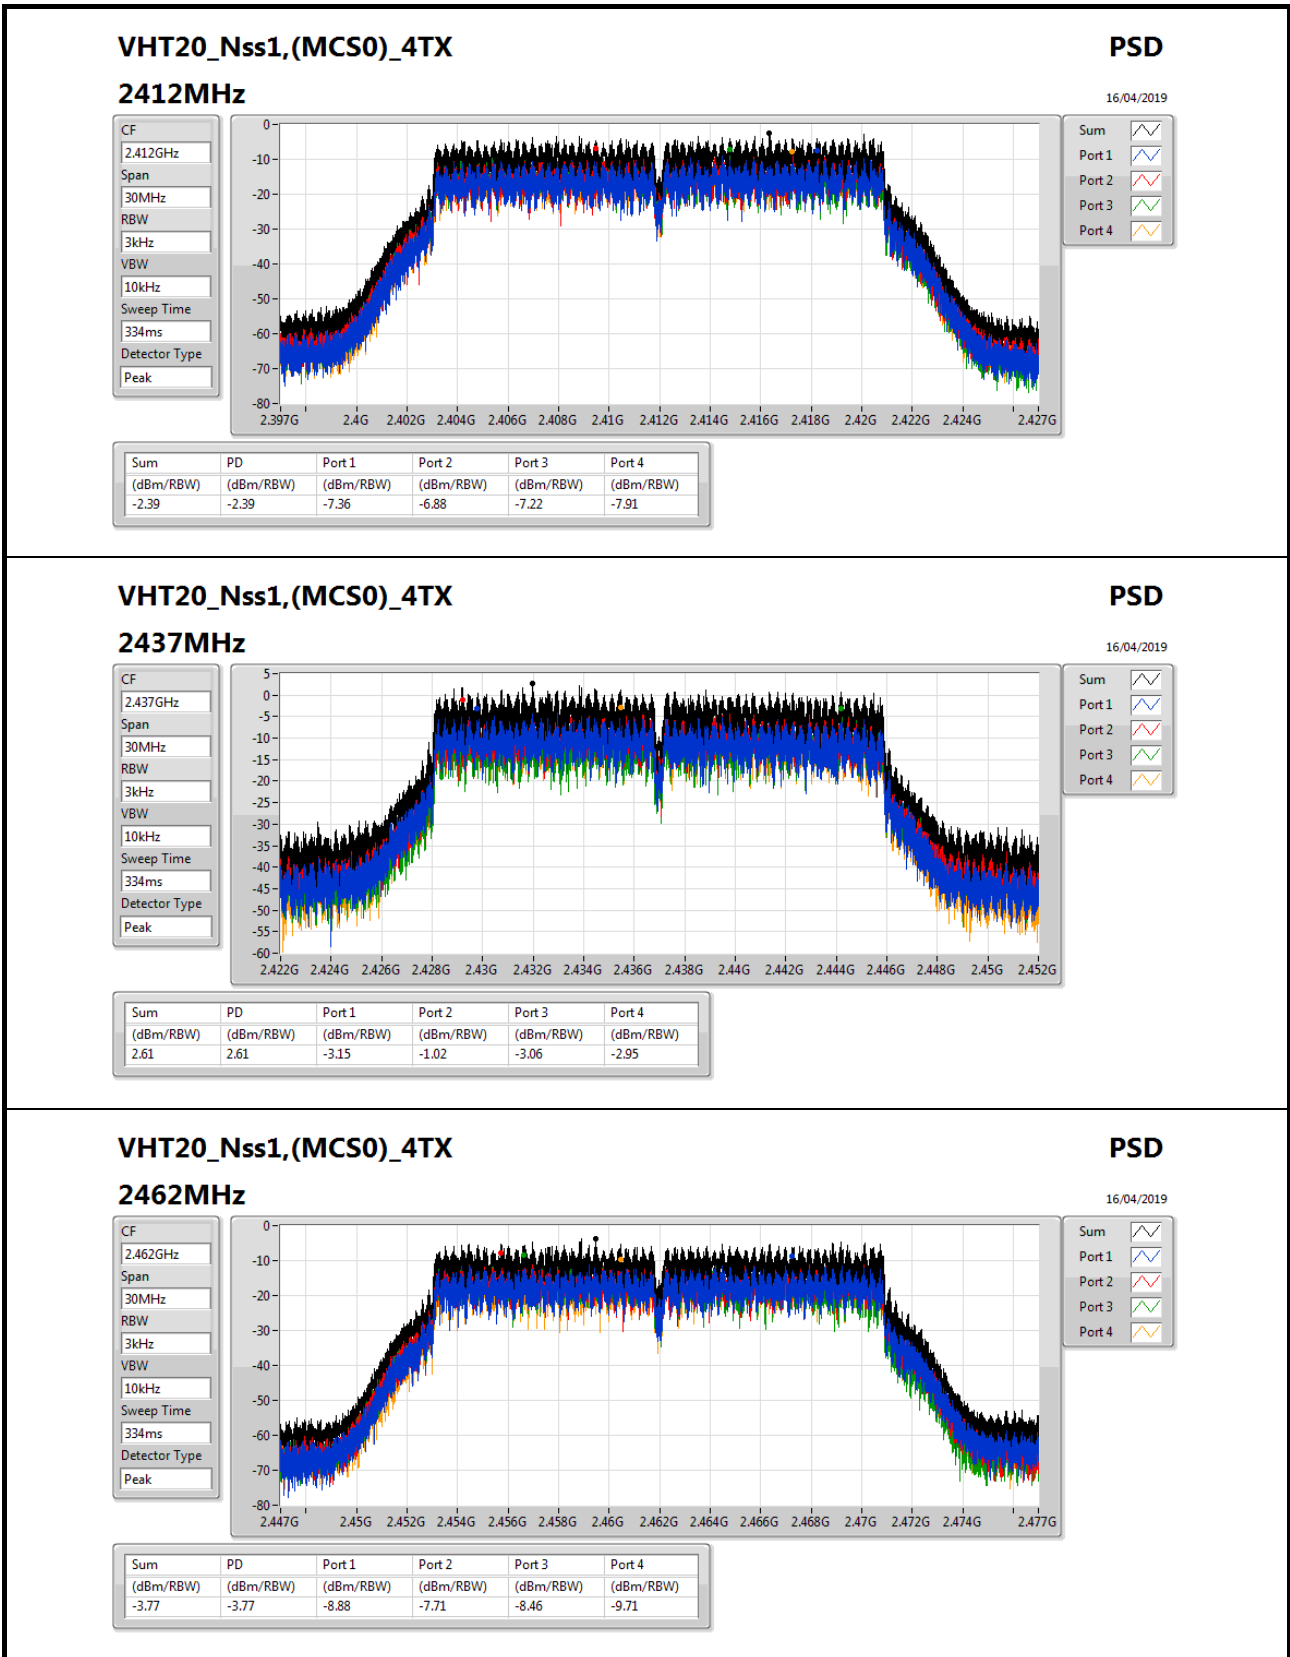 VHT20_Nss1,(MCS0)_4TX PSD
2412MHz 16/04/2019
CF
2.412GHz
Span
30MHz
RBW
3kHz
VBW
10kHz
Sweep Time
334ms
Detector Type
Peak
0
-10
-20
-30
-40
-50
-60
-70
-80
2.397G 2.4G 2.402G 2.404G 2.406G 2.408G 2.41G 2.412G 2.414G 2.416G 2.418G 2.42G 2.422G 2.424G 2.427G
Sum
Port 1
Port 2
Port 3
Port 4
Sum PD Port 1 Port 2 Port 3 Port 4
(dBm/RBW) (dBm/RBW) (dBm/RBW) (dBm/RBW) (dBm/RBW) (dBm/RBW)
-2.39 -2.39 -7.36 -6.88 -7.22 -7.91
VHT20_Nss1,(MCS0)_4TX PSD
2437MHz 16/04/2019
CF
2.437GHz
Span
30MHz
RBW
3kHz
VBW
10kHz
Sweep Time
334ms
Detector Type
Peak
5
0
-5
-10
-15
-20
-25
-30
-35
-40
-45
-50
-55
-60
2.422G 2.424G 2.426G 2.428G 2.43G 2.432G 2.434G 2.436G 2.438G 2.44G 2.442G 2.444G 2.446G 2.448G 2.45G 2.452G
Sum
Port 1
Port 2
Port 3
Port 4
Sum PD Port 1 Port 2 Port 3 Port 4
(dBm/RBW) (dBm/RBW) (dBm/RBW) (dBm/RBW) (dBm/RBW) (dBm/RBW)
2.61 2.61 -3.15 -1.02 -3.06 -2.95
VHT20_Nss1,(MCS0)_4TX PSD
2462MHz 16/04/2019
CF
2.462GHz
Span
30MHz
RBW
3kHz
VBW
10kHz
Sweep Time
334ms
Detector Type
Peak
0
-10
-20
-30
-40
-50
-60
-70
-80
2.447G 2.45G 2.452G 2.454G 2.456G 2.458G 2.46G 2.462G 2.464G 2.466G 2.468G 2.47G 2.472G 2.474G 2.477G
Sum
Port 1
Port 2
Port 3
Port 4
Sum PD Port 1 Port 2 Port 3 Port 4
(dBm/RBW) (dBm/RBW) (dBm/RBW) (dBm/RBW) (dBm/RBW) (dBm/RBW)
-3.77 -3.77 -8.88 -7.71 -8.46 -9.71